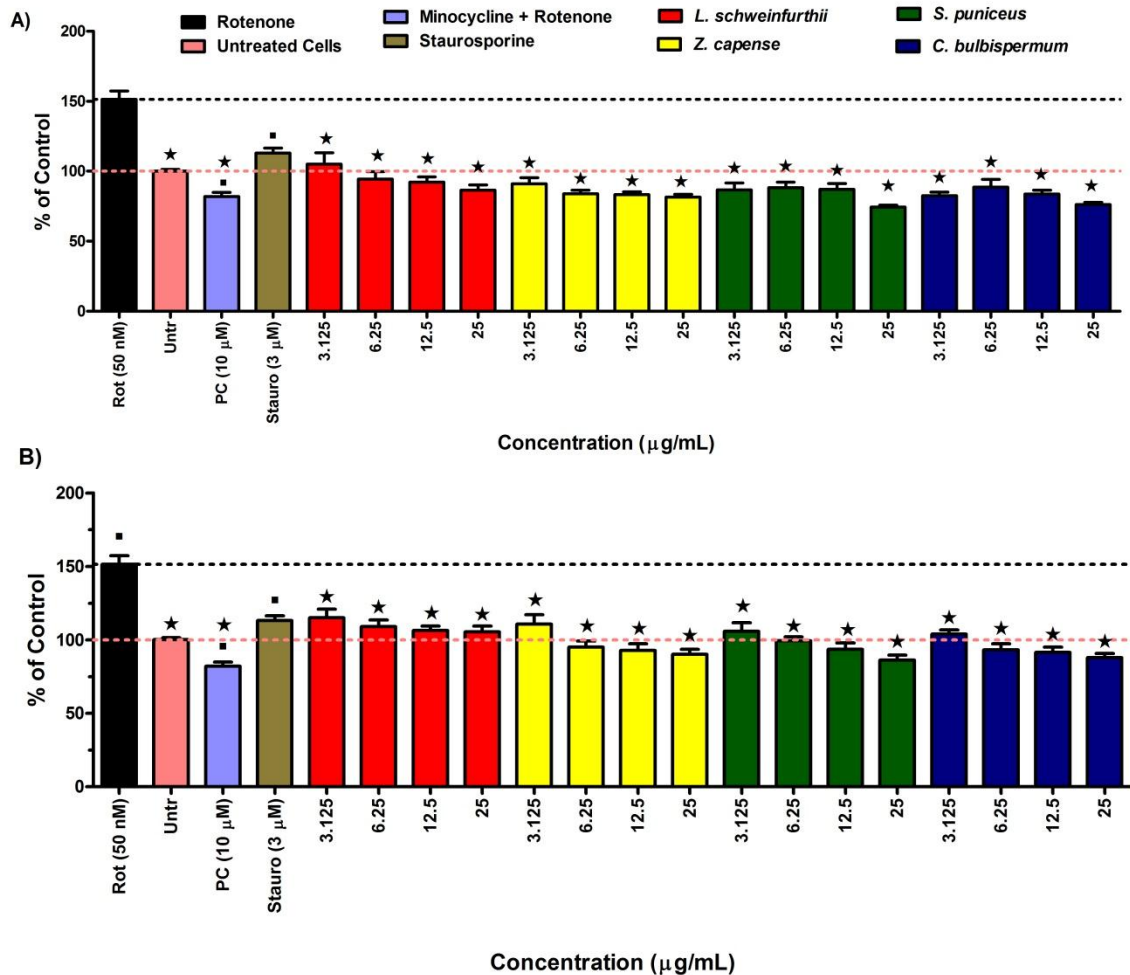 A)
Rotenone
Untreated Cells
Minocycline + Rotenone
Staurosporine
L. schweinfurthii
Z. capense
S. puniceus
C. bulbispermum
% of Control
200
150
100
50
0
Rot (50 nM)
Untr
PC (10 μM)
Stauro (3 μM)
3.125
6.25
12.5
25
3.125
6.25
12.5
25
3.125
6.25
12.5
25
3.125
6.25
12.5
25
Concentration (μg/mL)
B)
% of Control
200
150
100
50
0
Rot (50 nM)
Untr
PC (10 μM)
Stauro (3 μM)
3.125
6.25
12.5
25
3.125
6.25
12.5
25
3.125
6.25
12.5
25
3.125
6.25
12.5
25
Concentration (μg/mL)